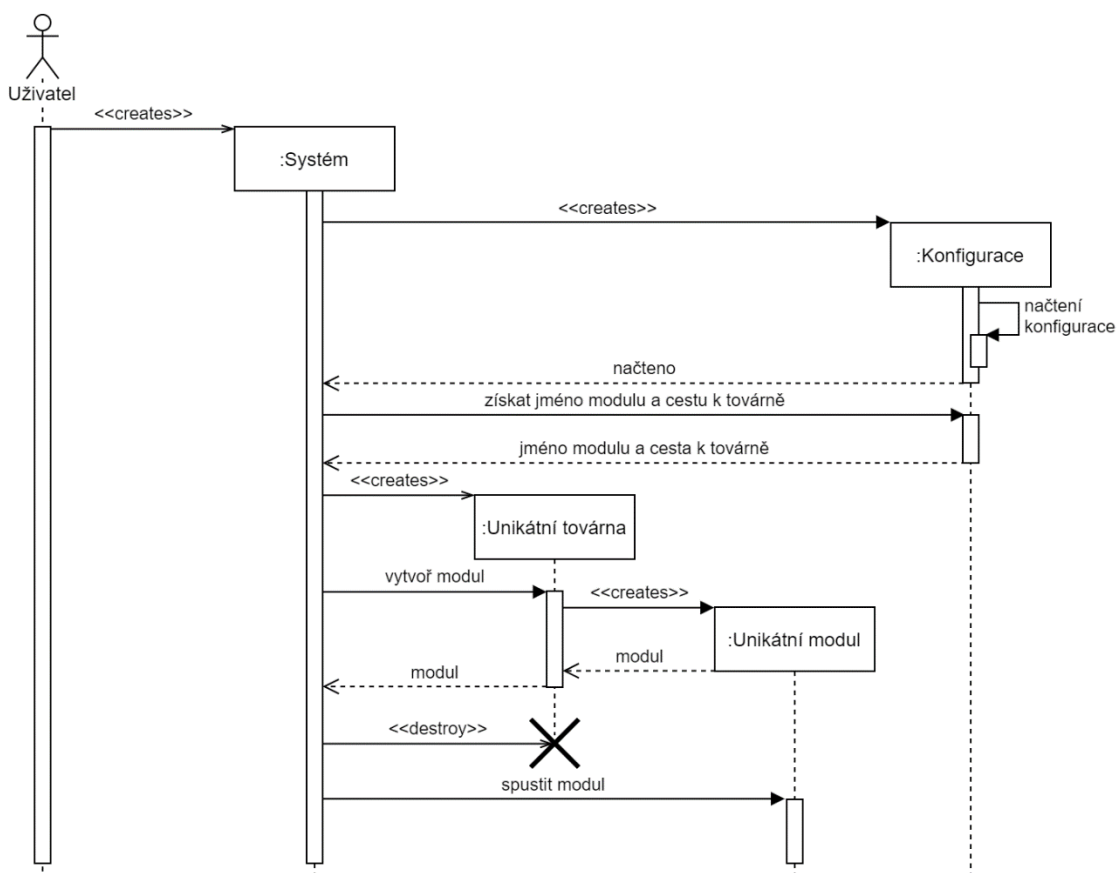 Uživatel
<<creates>>
:Systém
<<creates>>
:Konfigurace
načtení
konfigurace
načteno
získat jméno modulu a cestu k továrně
jméno modulu a cesta k továrně
<<creates>>
:Unikátní továrna
vytvoř modul
<<creates>>
:Unikátní modul
modul
modul
<<destroy>>
spustit modul